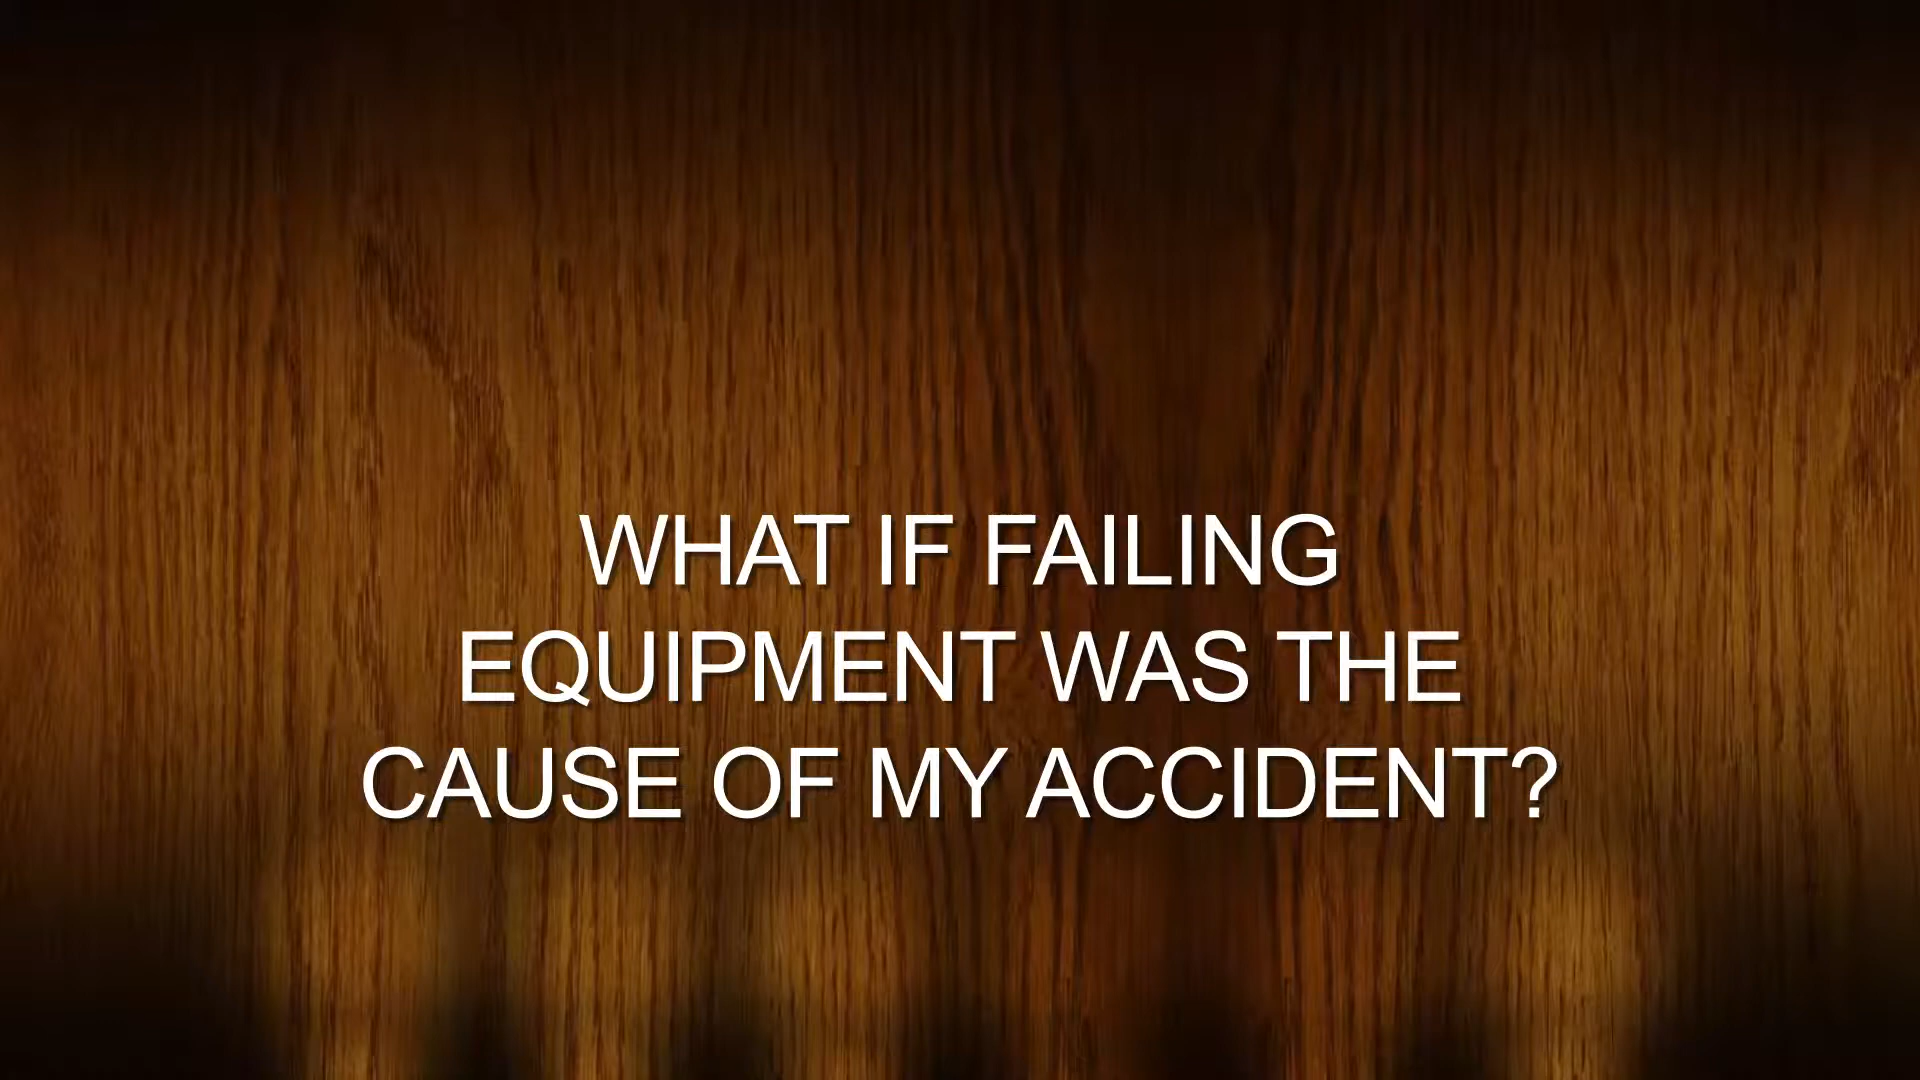 WHAT IF FAILING
EQUIPMENT WAS THE
CAUSE OF MY ACCIDENT?